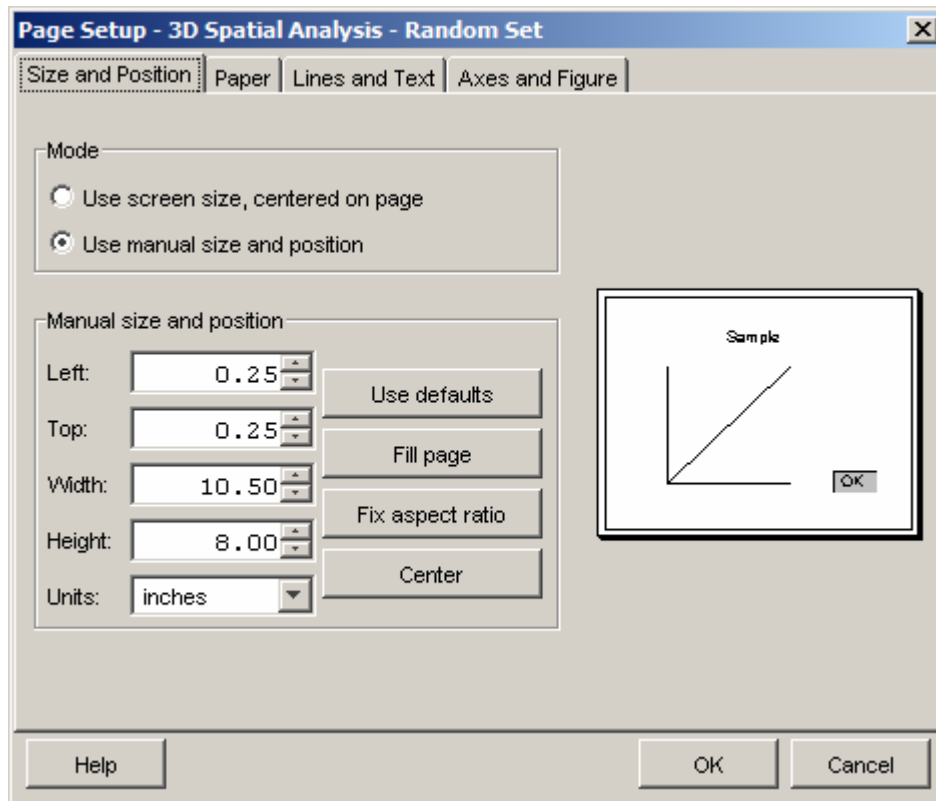 Page Setup - 3D Spatial Analysis - Random Set
Size and Position Paper Lines and Text Axes and Figure
Mode
Use screen size, centered on page
Use manual size and position
Manual size and position
Left: 0.25
Top: 0.25
Width: 10.50
Height: 8.00
Units: inches
Use defaults
Fill page
Fix aspect ratio
Center
Sample
OK
Help OK Cancel